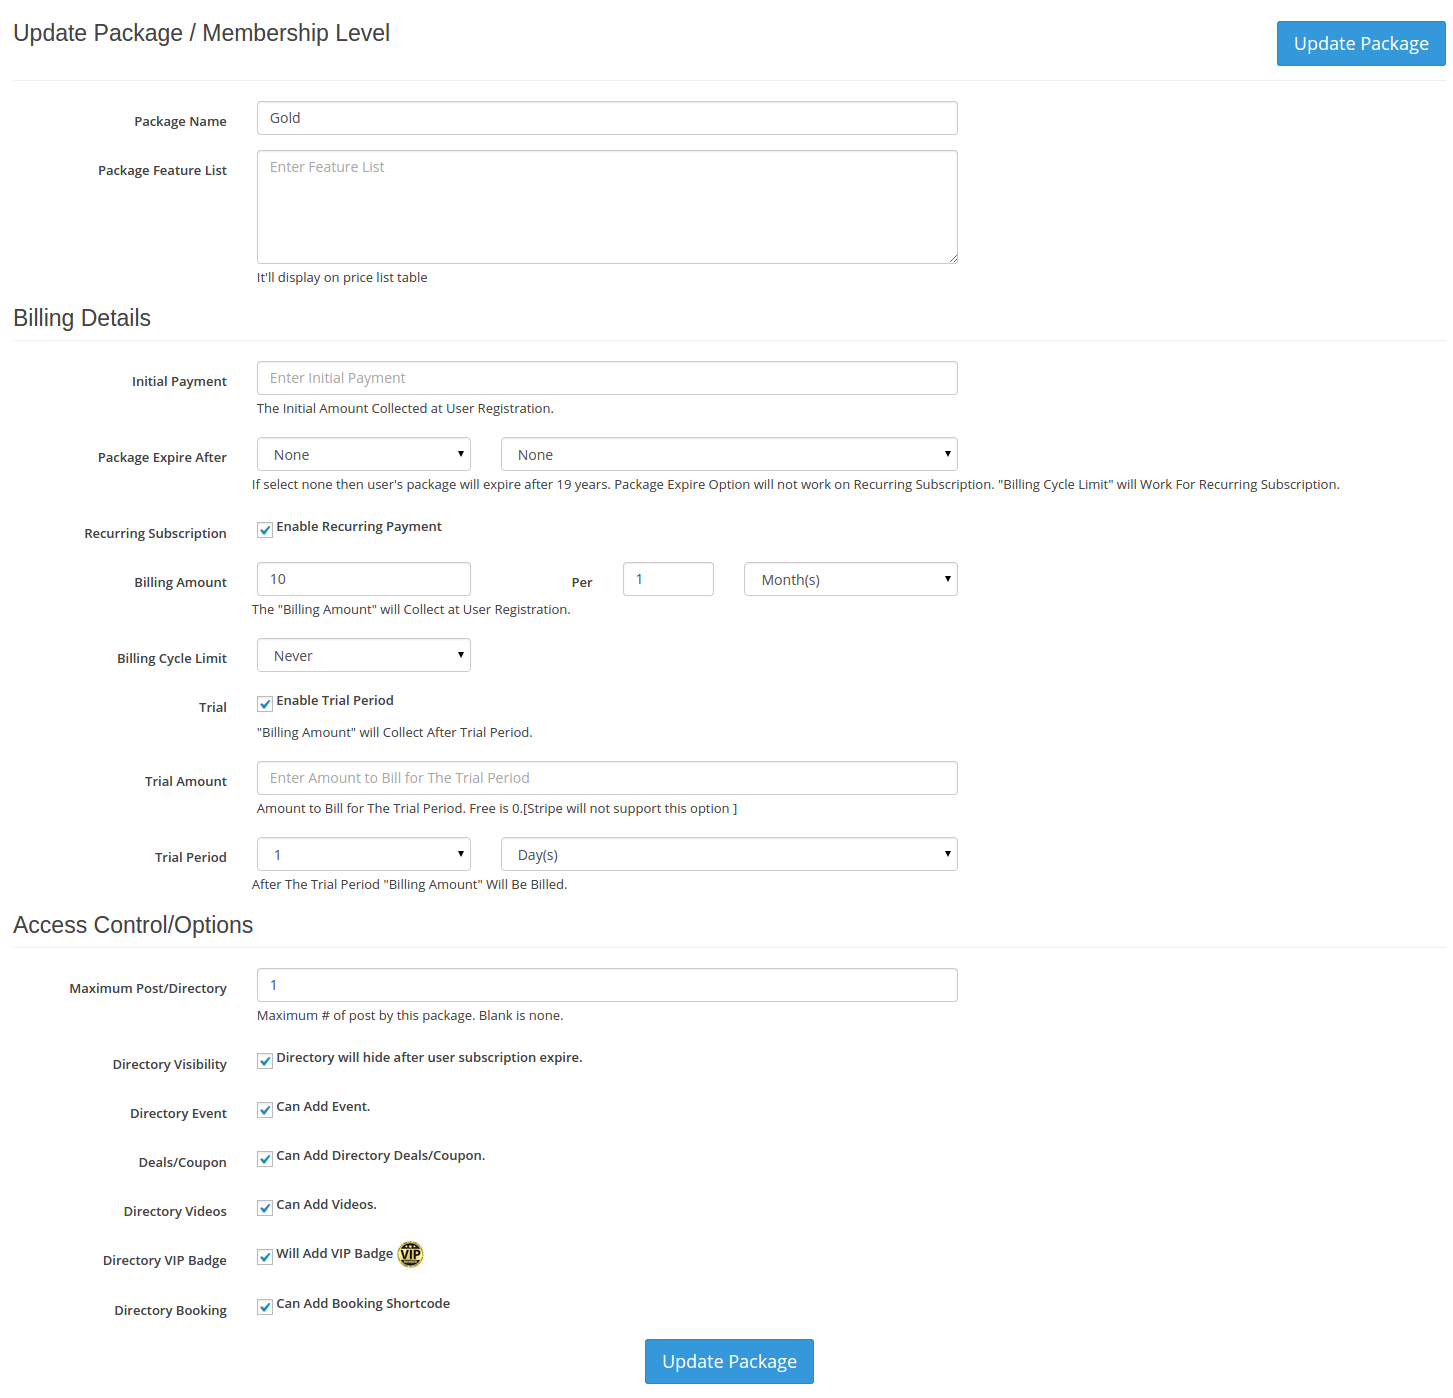 Update Package / Membership Level
Update Package
Package Name
Gold
Package Feature List
Enter Feature List
It'll display on price list table
Billing Details
Initial Payment
Enter Initial Payment
The Initial Amount Collected at User Registration.
Package Expire After
None
None
If select none then user's package will expire after 19 years. Package Expire Option will not work on Recurring Subscription. "Billing Cycle Limit" will Work For Recurring Subscription.
Recurring Subscription
Enable Recurring Payment
Billing Amount
10
Per
1
Month(s)
The "Billing Amount" will Collect at User Registration.
Billing Cycle Limit
Never
Trial
Enable Trial Period
"Billing Amount" will Collect After Trial Period.
Trial Amount
Enter Amount to Bill for The Trial Period
Amount to Bill for The Trial Period. Free is 0.[Stripe will not support this option ]
Trial Period
1
Day(s)
After The Trial Period "Billing Amount" Will Be Billed.
Access Control/Options
Maximum Post/Directory
1
Maximum # of post by this package. Blank is none.
Directory Visibility
Directory will hide after user subscription expire.
Directory Event
Can Add Event.
Deals/Coupon
Can Add Directory Deals/Coupon.
Directory Videos
Can Add Videos.
Directory VIP Badge
Will Add VIP Badge
VIP
Directory Booking
Can Add Booking Shortcode
Update Package